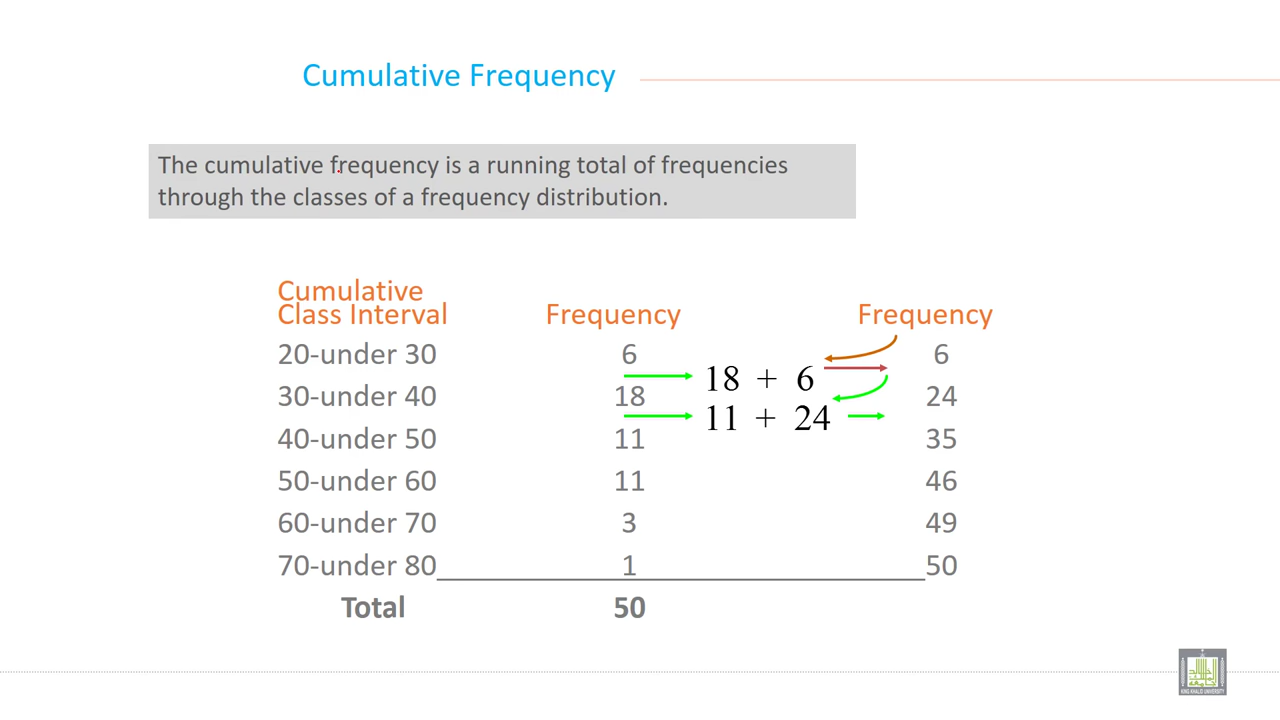 Cumulative Frequency
The cumulative frequency is a running total of frequencies
through the classes of a frequency distribution.
Cumulative
Class Interval Frequency Frequency
20-under 30 6 6
18 + 6
30-under 40 18 24
11 + 24
40-under 50 11 35
50-under 60 11 46
60-under 70 3 49
70-under 80 1 50
Total 50
KING KHALID UNIVERSITY